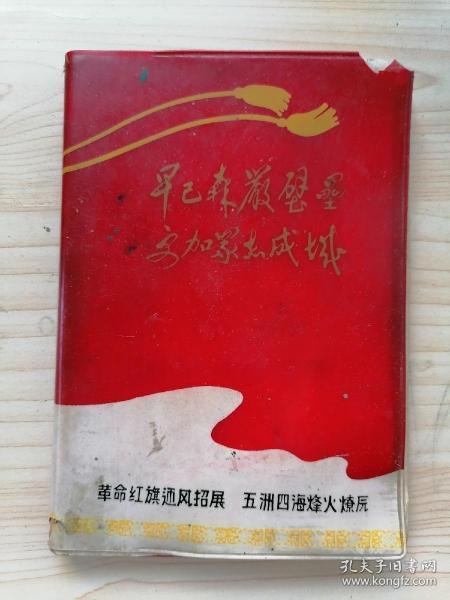 早已森严壁垒
更加众志成城
革命红旗迎风招展 五洲四海烽火燎原
孔夫子旧书网
www.kongfz.com